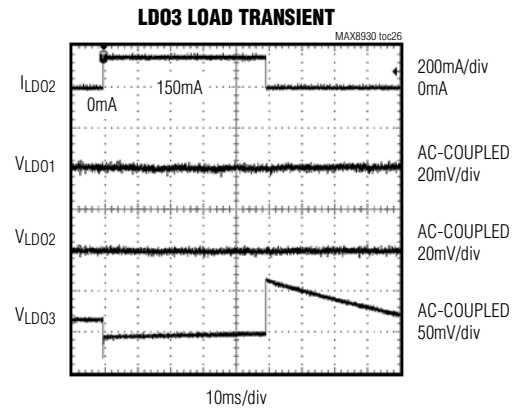 LDO3 LOAD TRANSIENT
MAX8930 toc26
ILDO2
0mA
150mA
200mA/div
0mA
VLDO1
AC-COUPLED
20mV/div
VLDO2
AC-COUPLED
20mV/div
VLDO3
AC-COUPLED
50mV/div
10ms/div